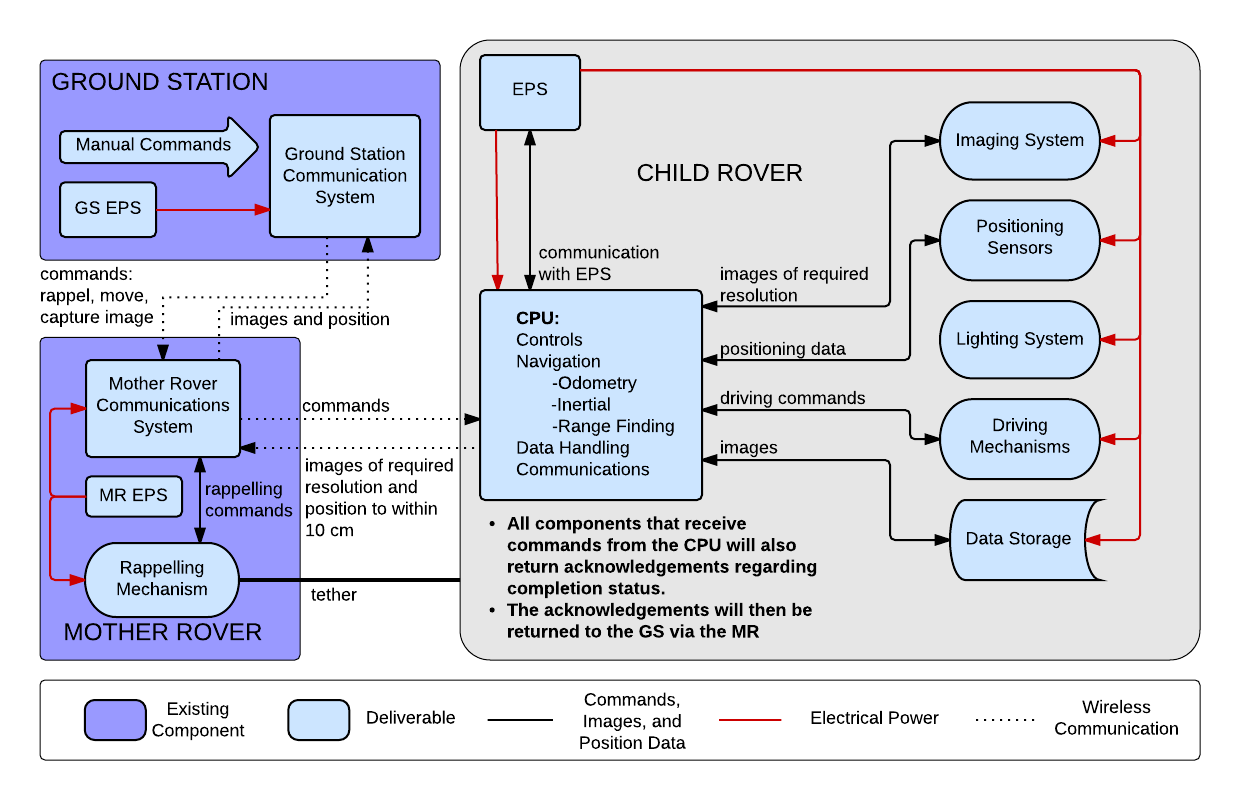 GROUND STATION
Manual Commands
GS EPS
Ground Station
Communication
System
commands:
rappel, move,
capture image
images and position
Mother Rover
Communications
System
MR EPS
rappelling
commands
Rappelling
Mechanism
MOTHER ROVER
commands
images of required
resolution and
position to within
10 cm
tether
EPS
CHILD ROVER
communication
with EPS
CPU:
Controls
Navigation
-Odometry
-Inertial
-Range Finding
Data Handling
Communications
images of required
resolution
positioning data
driving commands
images
Imaging System
Positioning
Sensors
Lighting System
Driving
Mechanisms
Data Storage
• All components that receive
commands from the CPU will also
return acknowledgements regarding
completion status.
• The acknowledgements will then be
returned to the GS via the MR
Existing
Component
Deliverable
Commands,
Images, and
Position Data
Electrical Power
Wireless
Communication